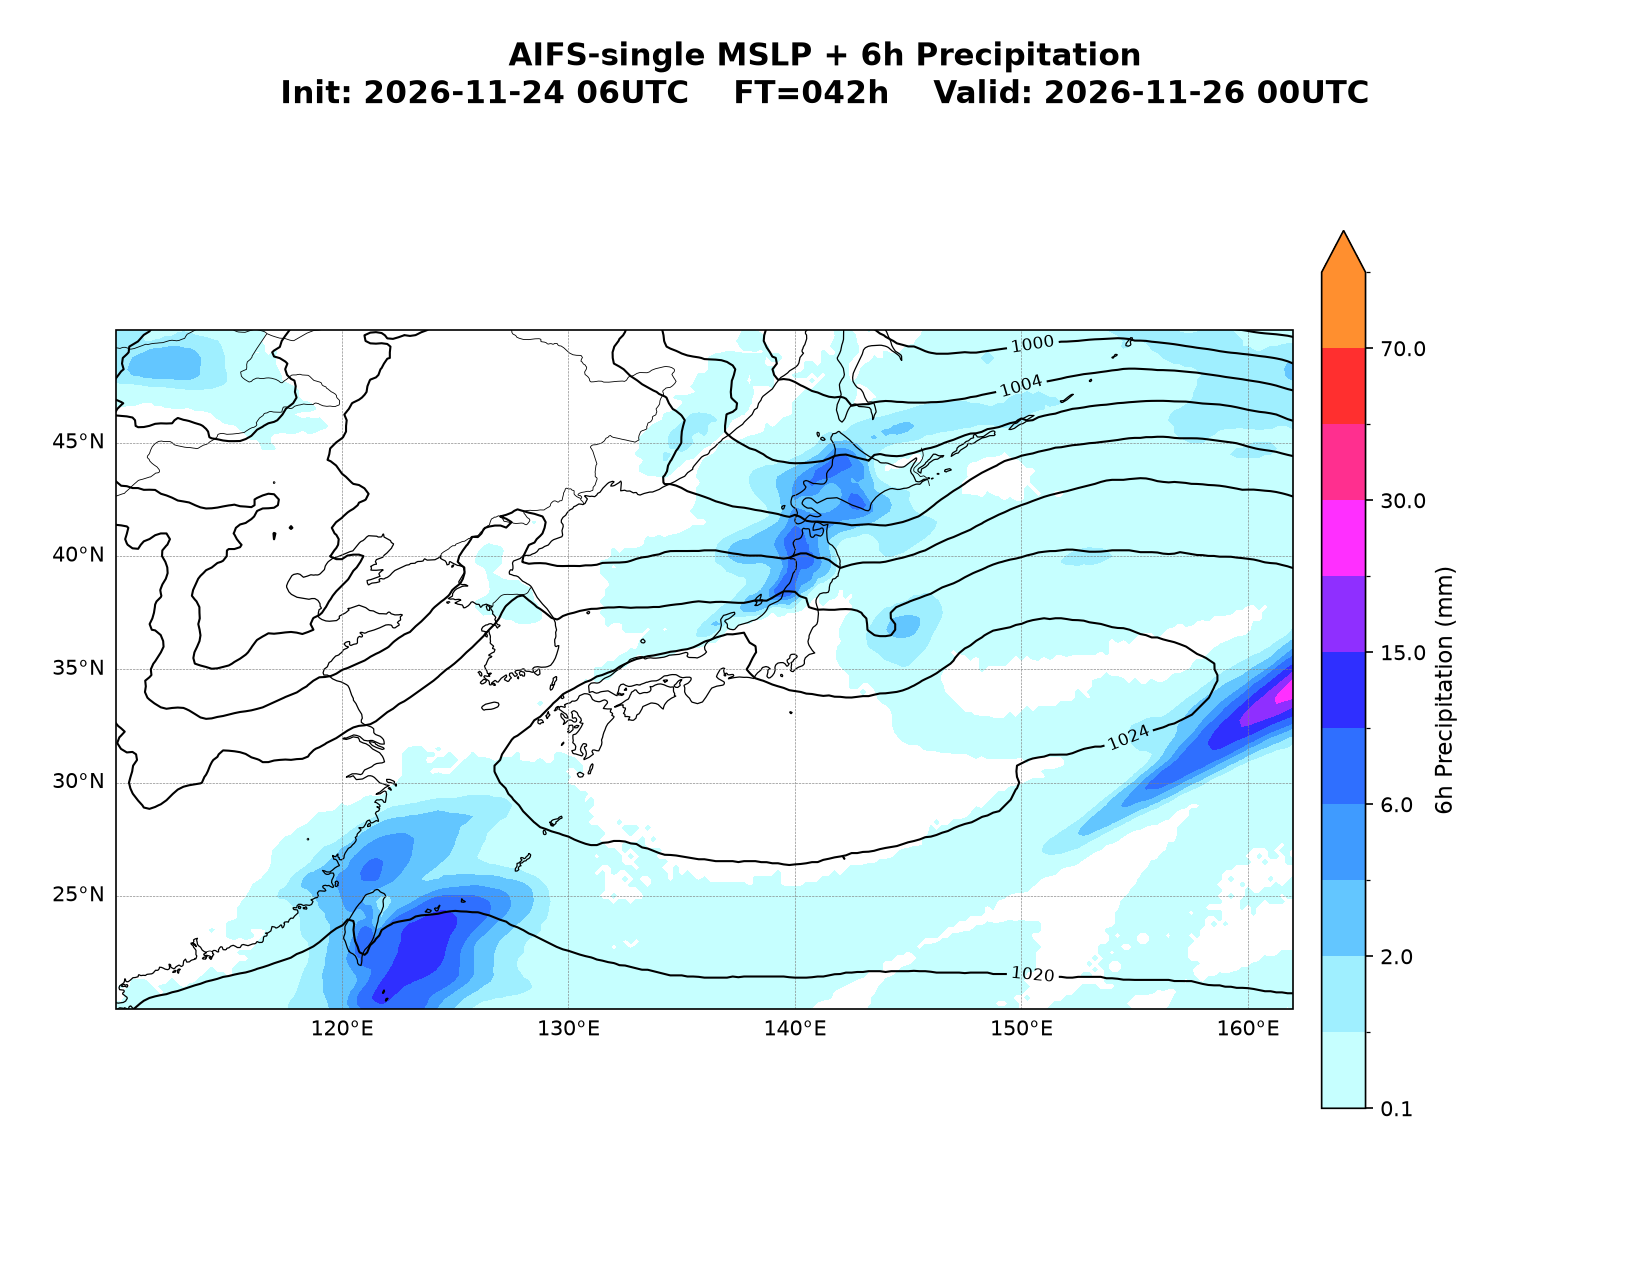 AIFS-single MSLP + 6h Precipitation
Init: 2026-11-24 06UTC    FT=042h    Valid: 2026-11-26 00UTC
1000
1004
1024
1020
45°N
40°N
35°N
30°N
25°N
120°E
130°E
140°E
150°E
160°E
70.0
30.0
15.0
6.0
2.0
0.1
6h Precipitation (mm)